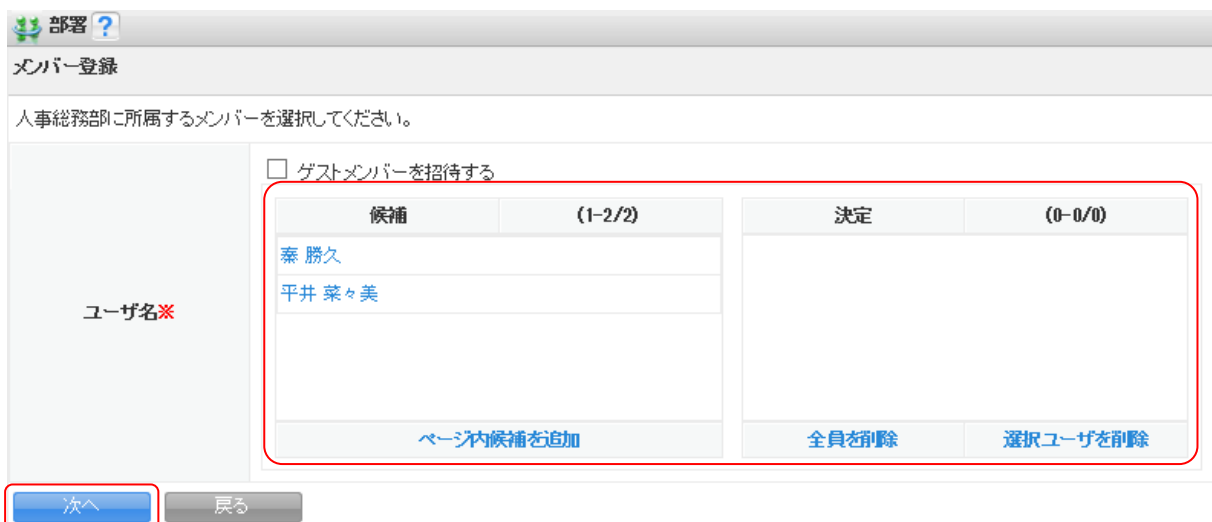 部署 ?
メンバー登録
人事総務部に所属するメンバーを選択してください。
ゲストメンバーを招待する
候補 (1-2/2) 決定 (0-0/0)
秦 勝久
平井 菜々美
ユーザ名※
ページ内候補を追加 全員を削除 選択ユーザを削除
次へ 戻る